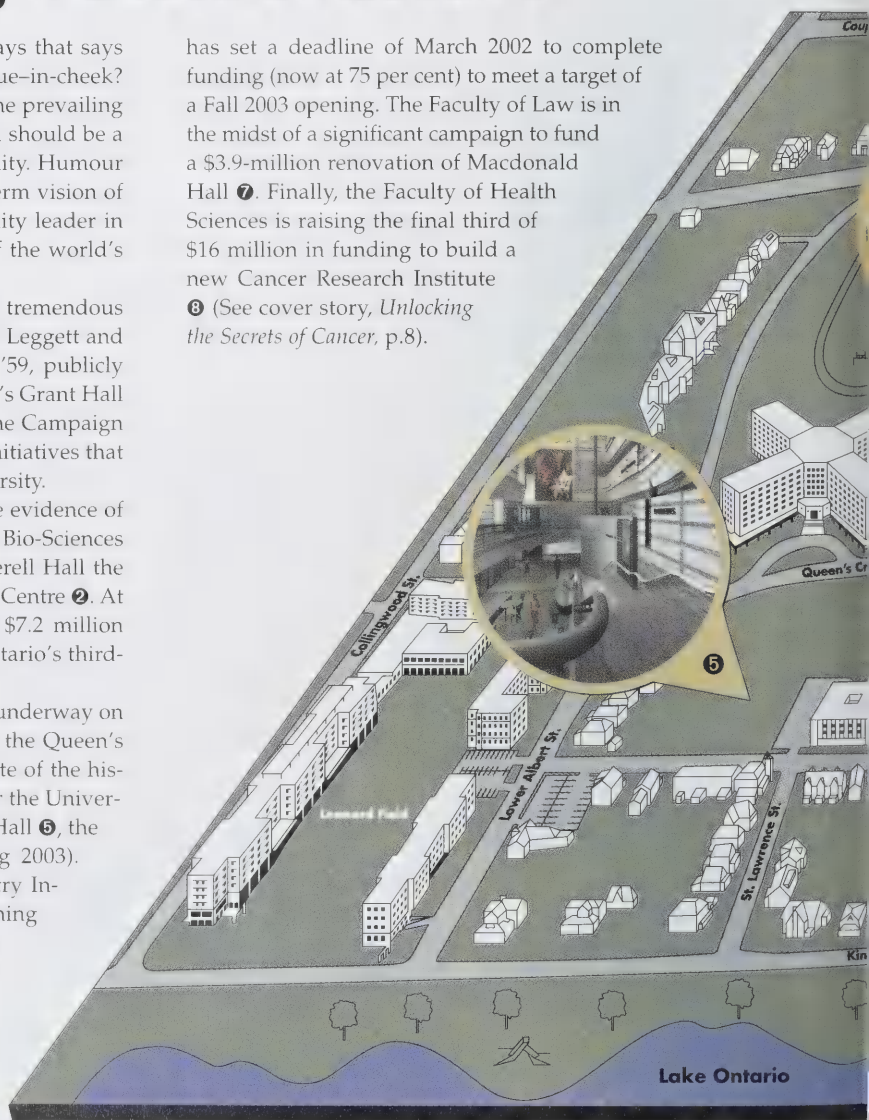 ays that says
ue–in-cheek?
ne prevailing
should be a
ity. Humour
erm vision of
ity leader in
f the world's
tremendous
Leggett and
'59, publicly
's Grant Hall
ne Campaign
nitiatives that
rsity.
e evidence of
Bio-Sciences
erell Hall the
Centre ❷. At
$7.2 million
tario's third-
underway on
the Queen's
te of the his-
r the Univer-
Hall ❺, the
g 2003).
ry In-
ning
has set a deadline of March 2002 to complete
funding (now at 75 per cent) to meet a target of
a Fall 2003 opening. The Faculty of Law is in
the midst of a significant campaign to fund
a $3.9-million renovation of Macdonald
Hall ❼. Finally, the Faculty of Health
Sciences is raising the final third of
$16 million in funding to build a
new Cancer Research Institute
❽ (See cover story, Unlocking
the Secrets of Cancer, p.8).
Collingwood St.
Queen's Cr
❺
Lower Albert St.
Leonard Field
St. Lawrence St.
Kin
Lake Ontario